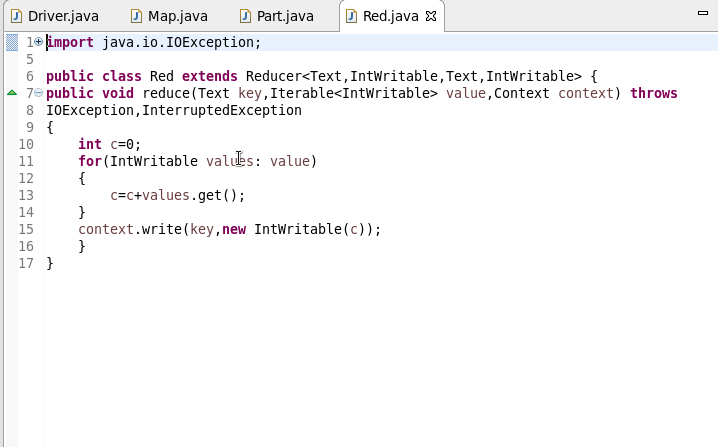 Driver.java Map.java Part.java Red.java
1 import java.io.IOException;
5
6 public class Red extends Reducer<Text,IntWritable,Text,IntWritable> {
7 public void reduce(Text key,Iterable<IntWritable> value,Context context) throws
8 IOException,InterruptedException
9 {
10     int c=0;
11     for(IntWritable values: value)
12     {
13         c=c+values.get();
14     }
15     context.write(key,new IntWritable(c));
16     }
17 }